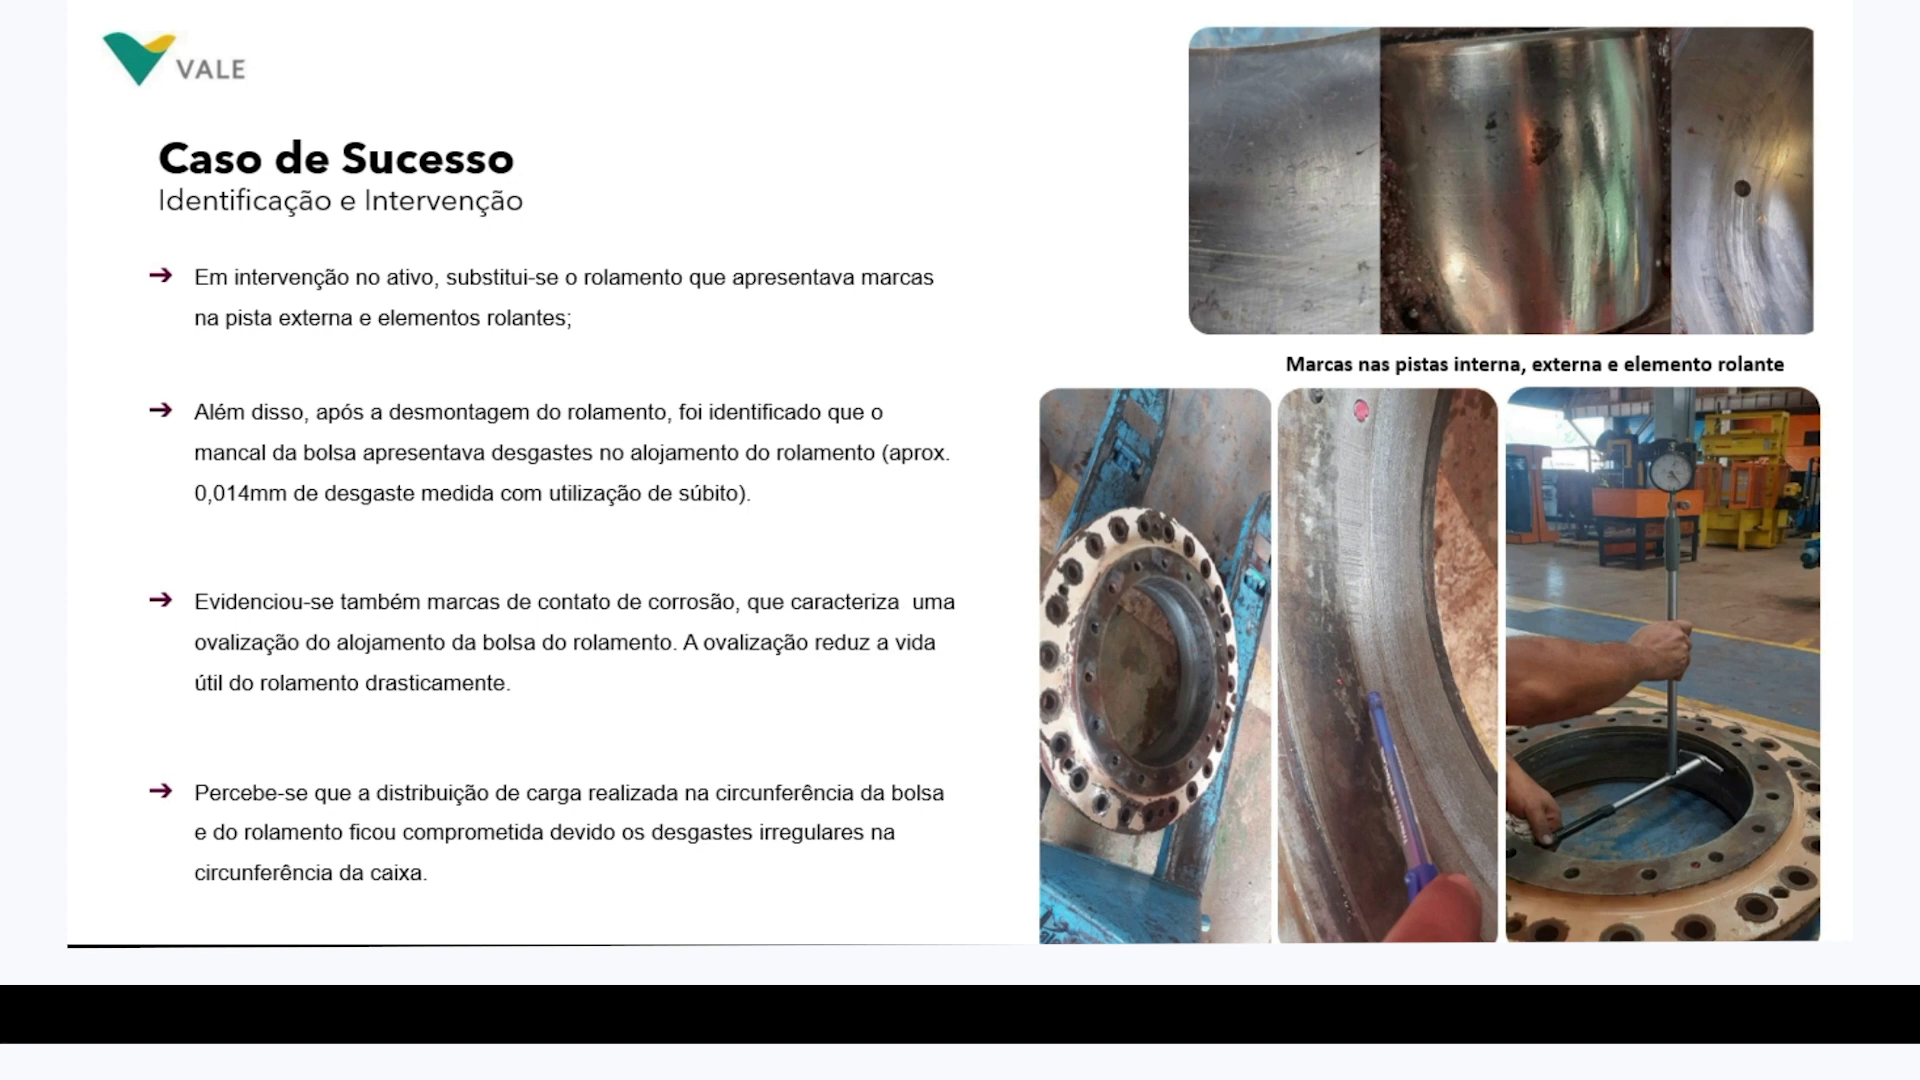 VALE
Caso de Sucesso
Identificação e Intervenção
Em intervenção no ativo, substitui-se o rolamento que apresentava marcas
na pista externa e elementos rolantes;
Além disso, após a desmontagem do rolamento, foi identificado que o
mancal da bolsa apresentava desgastes no alojamento do rolamento (aprox.
0,014mm de desgaste medida com utilização de súbito).
Evidenciou-se também marcas de contato de corrosão, que caracteriza  uma
ovalização do alojamento da bolsa do rolamento. A ovalização reduz a vida
útil do rolamento drasticamente.
Percebe-se que a distribuição de carga realizada na circunferência da bolsa
e do rolamento ficou comprometida devido os desgastes irregulares na
circunferência da caixa.
Marcas nas pistas interna, externa e elemento rolante